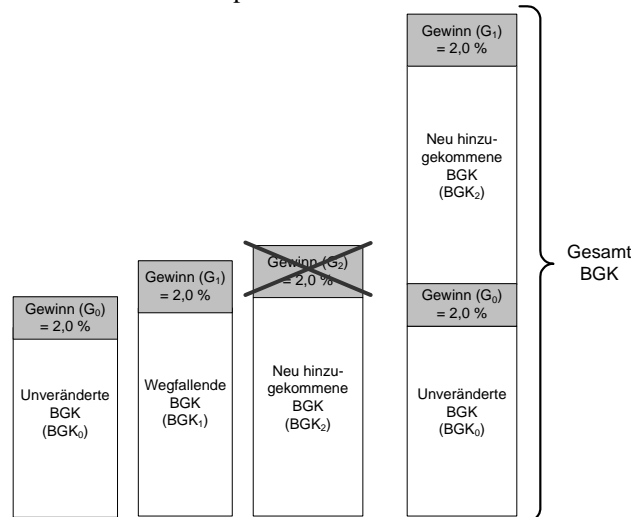 Gewinn (G₀)
= 2,0 %
Unveränderte
BGK
(BGK₀)
Gewinn (G₁)
= 2,0 %
Wegfallende
BGK
(BGK₁)
Gewinn (G₂)
= 2,0 %
Neu hinzu-
gekommene
BGK
(BGK₂)
Gewinn (G₁)
= 2,0 %
Neu hinzu-
gekommene
BGK
(BGK₂)
Gewinn (G₀)
= 2,0 %
Unveränderte
BGK
(BGK₀)
Gesamt
BGK